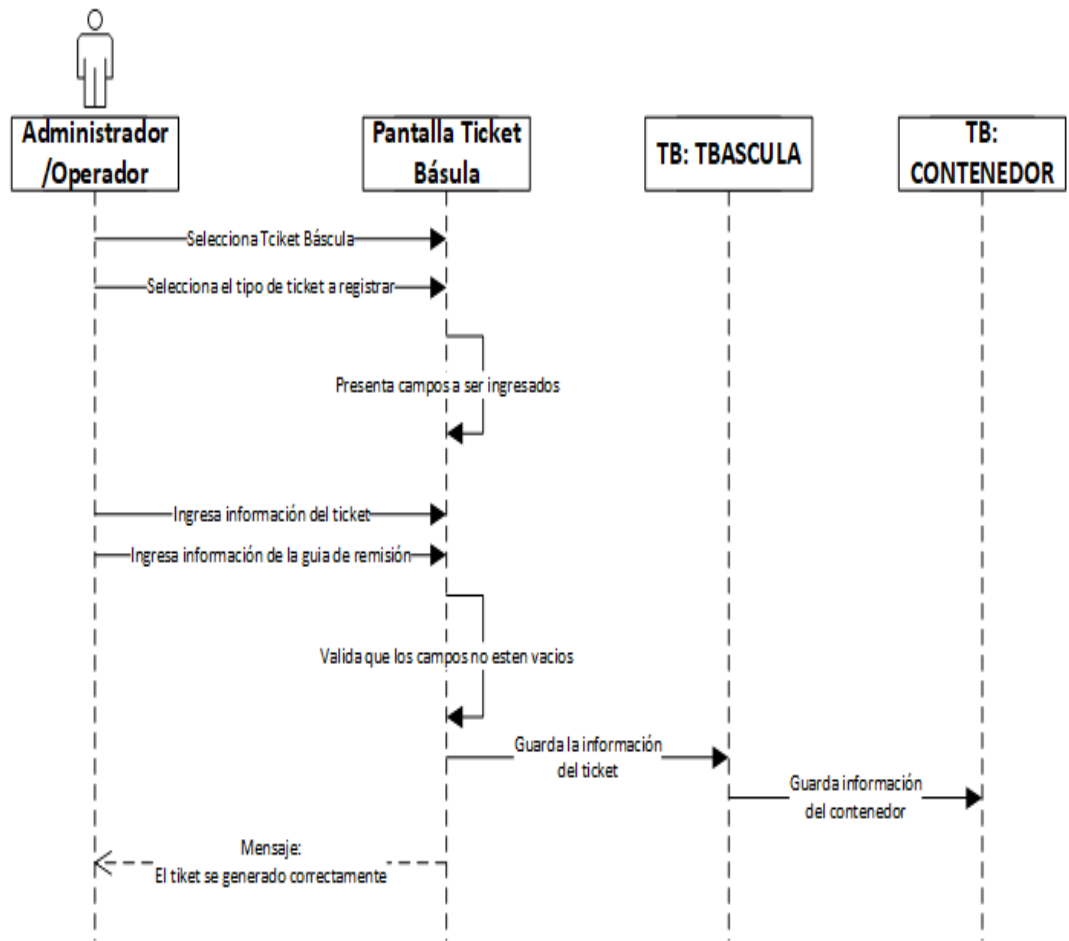 Administrador
/Operador
Pantalla Ticket
Básula
TB: TBASCULA
TB:
CONTENEDOR
Selecciona Tciket Báscula
Selecciona el tipo de ticket a registrar
Presenta campos a ser ingresados
Ingresa información del ticket
Ingresa información de la guia de remisión
Valida que los campos no esten vacios
Guarda la información
del ticket
Guarda información
del contenedor
Mensaje:
El tiket se generado correctamente